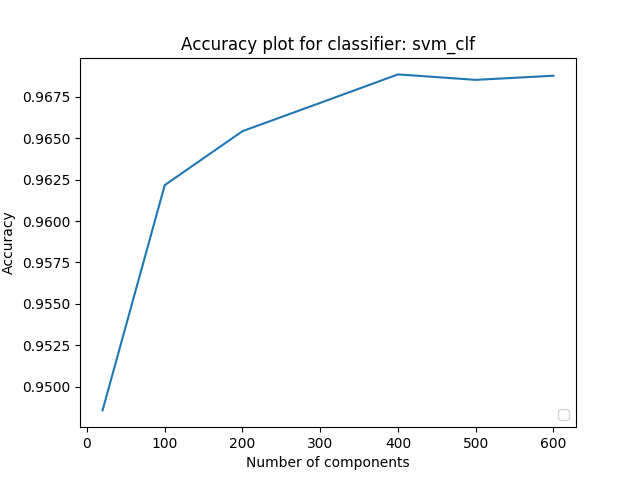 Accuracy plot for classifier: svm_clf
0.9675
0.9650
0.9625
0.9600
0.9575
0.9550
0.9525
0.9500
Accuracy
0 100 200 300 400 500 600
Number of components